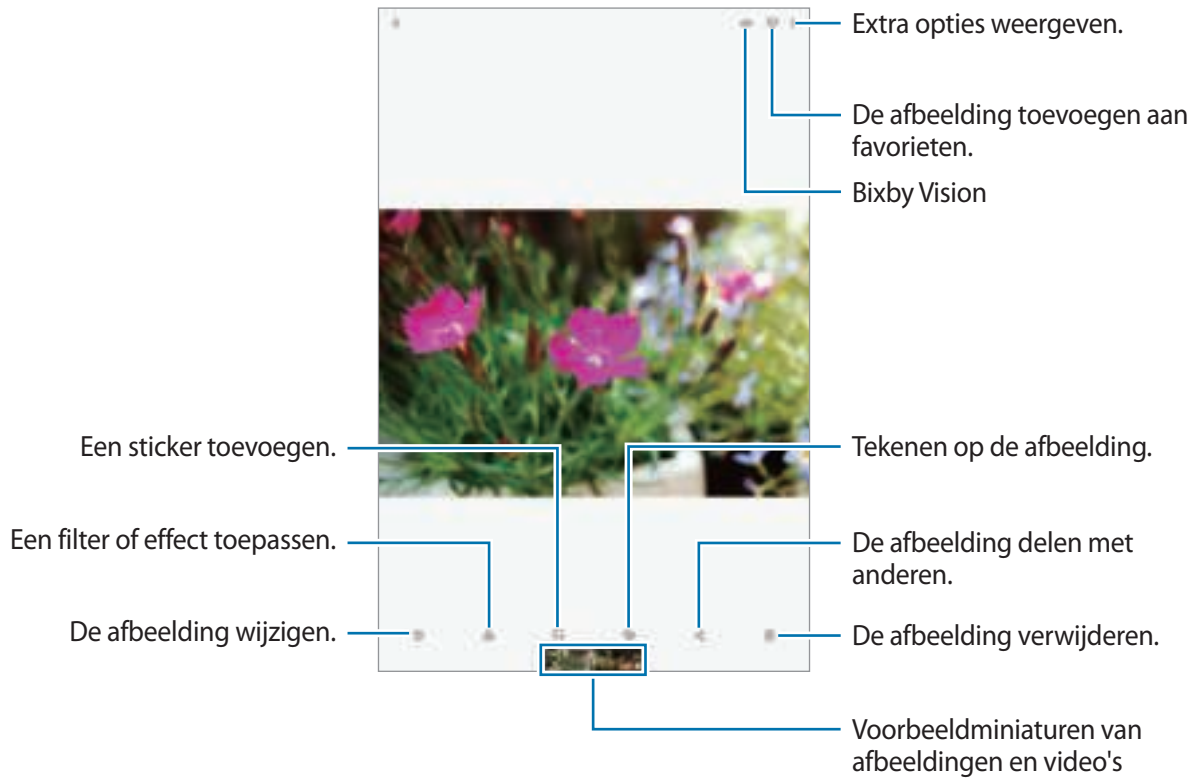 Extra opties weergeven.
De afbeelding toevoegen aan
favorieten.
Bixby Vision
Een sticker toevoegen.
Tekenen op de afbeelding.
Een filter of effect toepassen.
De afbeelding delen met
anderen.
De afbeelding wijzigen.
De afbeelding verwijderen.
Voorbeeldminiaturen van
afbeeldingen en video's